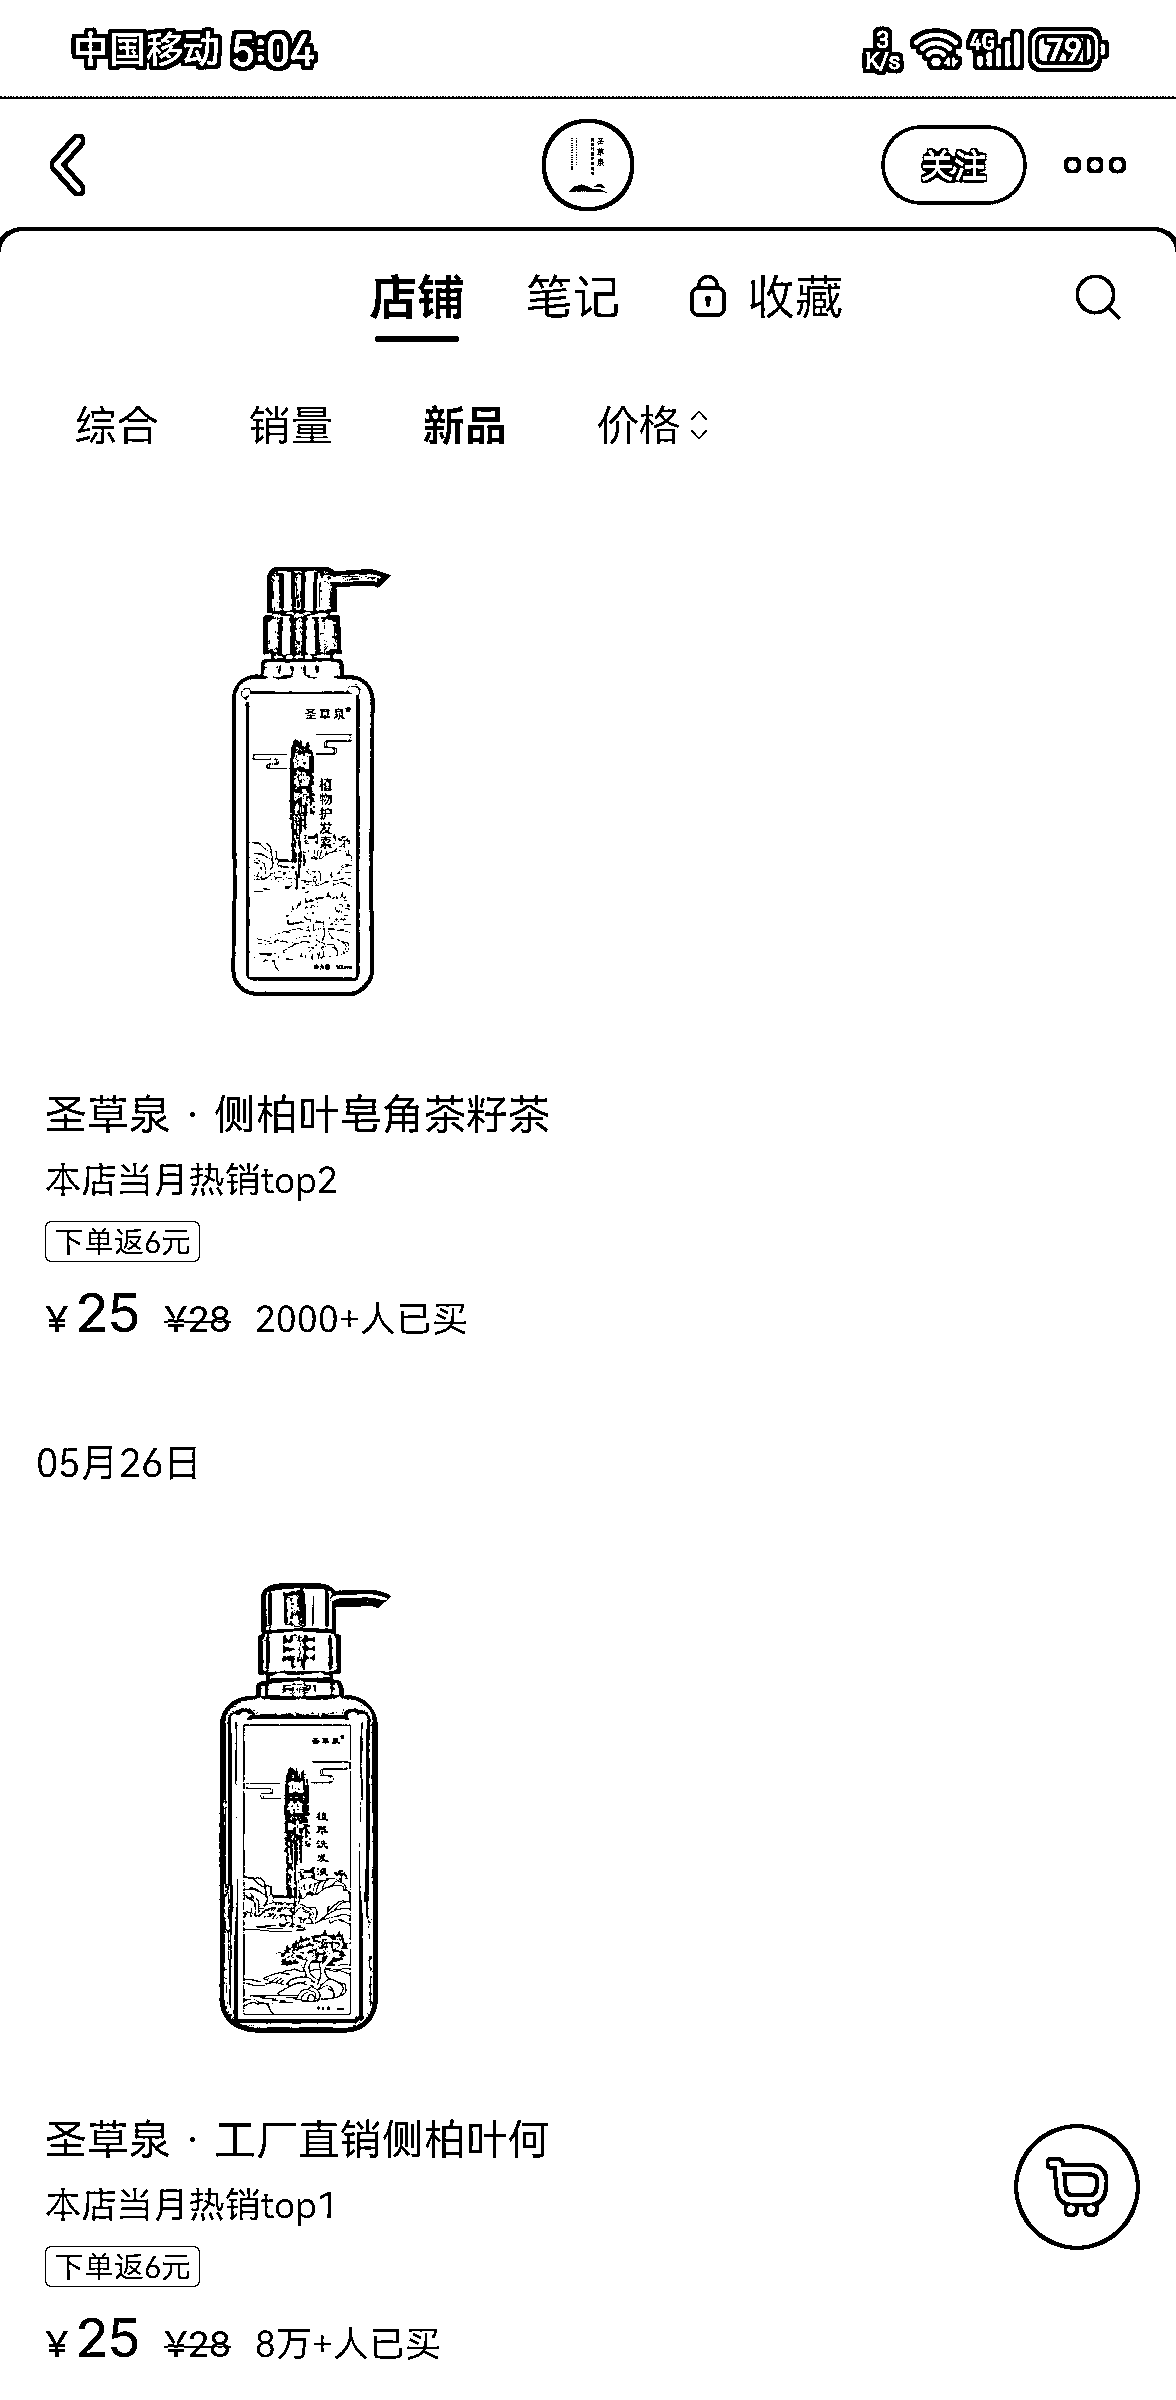 中国移动 5:04 3 K/s 4G 79
关注
店铺 笔记 收藏
综合 销量 新品 价格
圣草泉
植物护发素
圣草泉 · 侧柏叶皂角茶籽茶
本店当月热销top2
下单返6元
¥25 ¥28 2000+人已买
05月26日
圣草泉
圣草泉 · 工厂直销侧柏叶何
本店当月热销top1
下单返6元
¥25 ¥28 8万+人已买